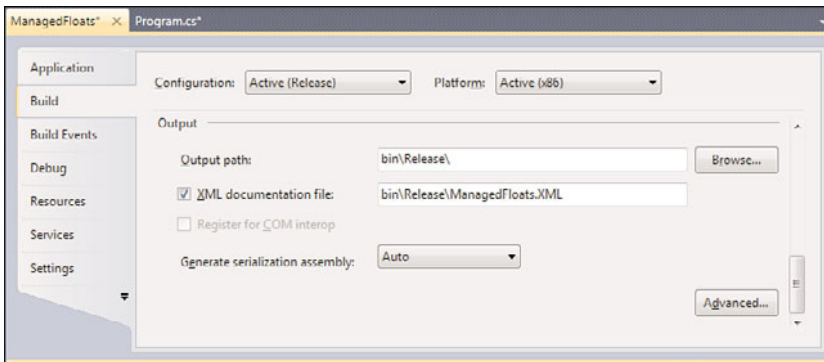 ManagedFloats* × Program.cs*
Application
Configuration: Active (Release) Platform: Active (x86)
Build
Output
Build Events
Output path: bin\Release\ Browse...
Debug
Resources
XML documentation file: bin\Release\ManagedFloats.XML
Register for COM interop
Services
Settings
Generate serialization assembly: Auto
Advanced...